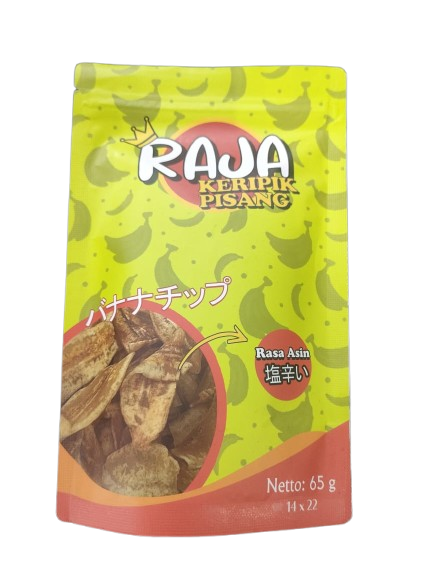 RAJA
KERIPIK
PISANG
バナナチップ
Rasa Asin
塩辛い
Netto: 65 g
14 x 22